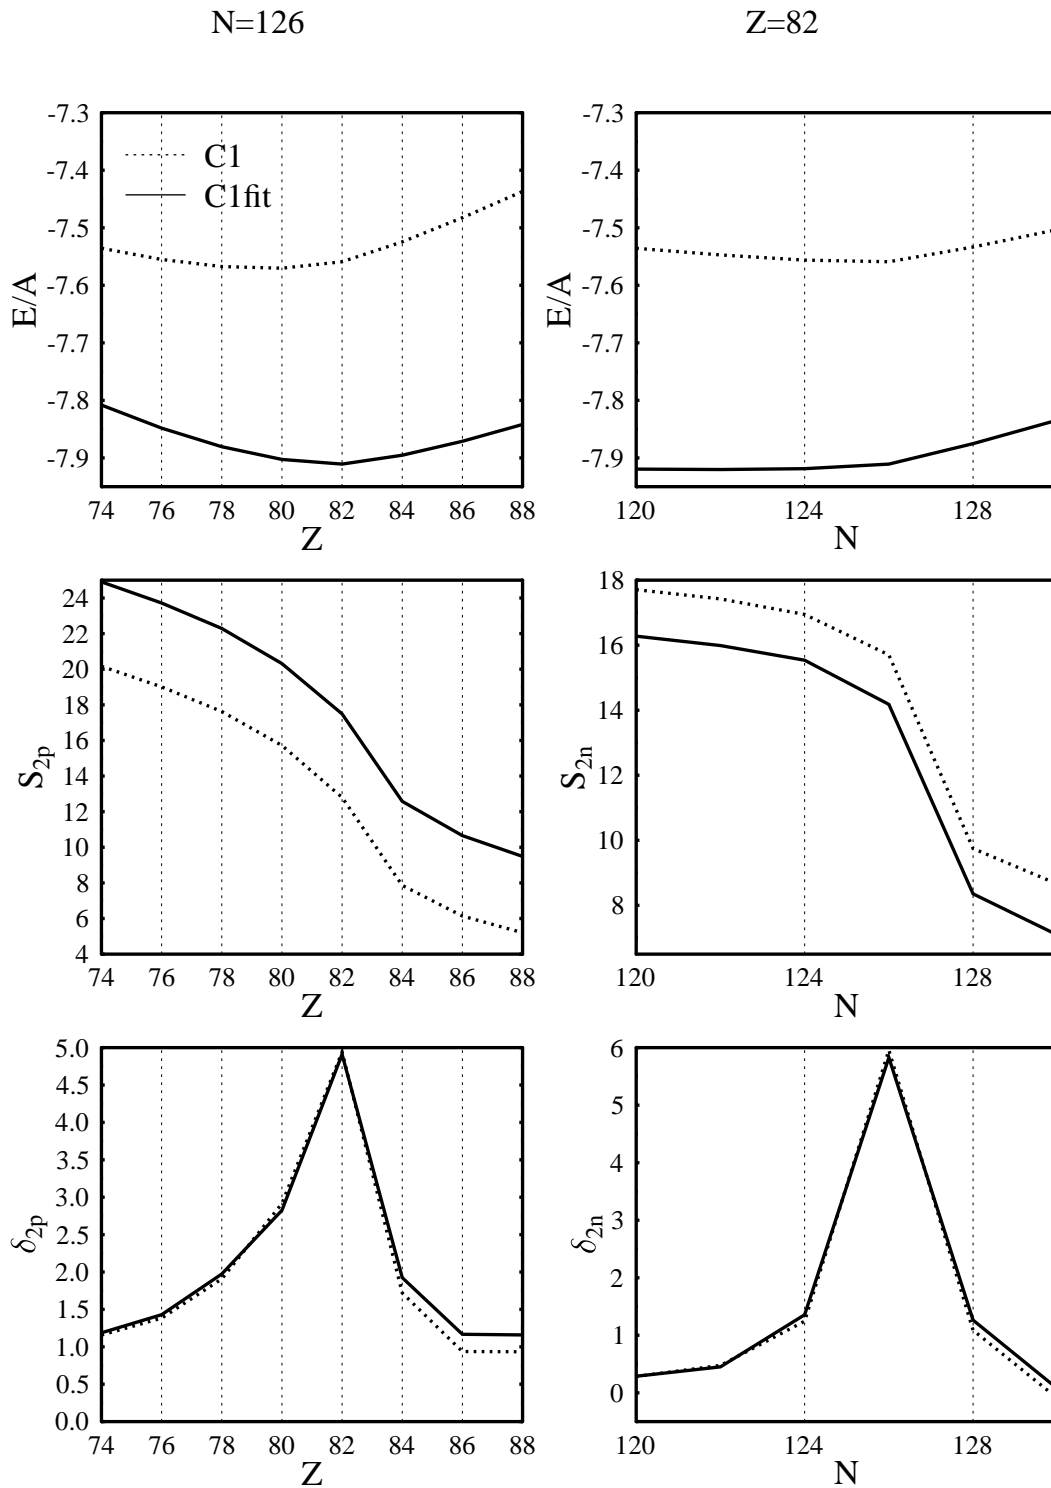 N=126 Z=82
-7.3 -7.3
-7.4 -7.4
-7.5 -7.5
-7.6 -7.6
-7.7 -7.7
-7.8 -7.8
-7.9 -7.9
E/A E/A
C1
C1fit
74 76 78 80 82 84 86 88 120 124 128
Z N
24 18
22 16
20 14
18 12
16 10
14 8
12
10
8
6
4
S2p S2n
74 76 78 80 82 84 86 88 120 124 128
Z N
5.0 6
4.5 5
4.0 4
3.5 3
3.0 2
2.5 1
2.0 0
1.5
1.0
0.5
0.0
δ2p δ2n
74 76 78 80 82 84 86 88 120 124 128
Z N